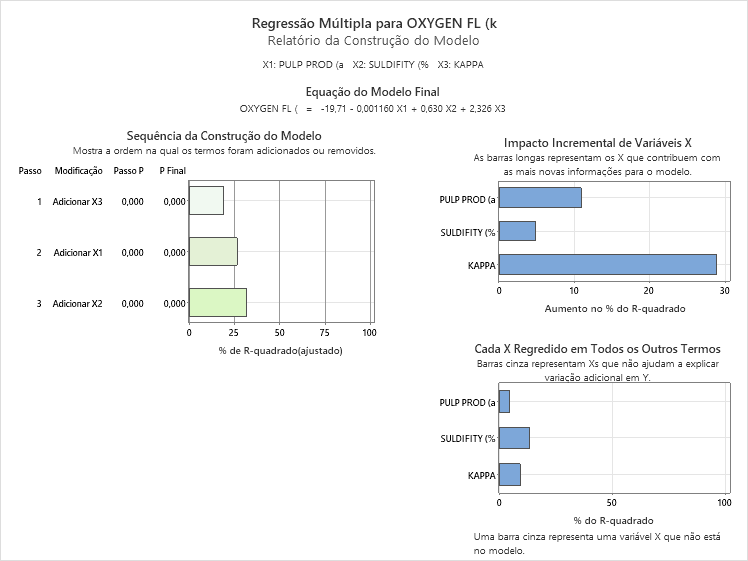 Regressão Múltipla para OXYGEN FL (k
Relatório da Construção do Modelo
X1: PULP PROD (a X2: SULDIFITY (% X3: KAPPA
Equação do Modelo Final
OXYGEN FL ( = -19,71 - 0,001160 X1 + 0,630 X2 + 2,326 X3
Sequência da Construção do Modelo
Mostra a ordem na qual os termos foram adicionados ou removidos.
Passo Modificação Passo P P Final
1 Adicionar X3 0,000 0,000
2 Adicionar X1 0,000 0,000
3 Adicionar X2 0,000 0,000
0 25 50 75 100
% de R-quadrado(ajustado)
Impacto Incremental de Variáveis X
As barras longas representam os X que contribuem com
as mais novas informações para o modelo.
PULP PROD (a
SULDIFITY (%
KAPPA
0 10 20 30
Aumento no % do R-quadrado
Cada X Regredido em Todos os Outros Termos
Barras cinza representam Xs que não ajudam a explicar
variação adicional em Y.
PULP PROD (a
SULDIFITY (%
KAPPA
0 50 100
% do R-quadrado
Uma barra cinza representa uma variável X que não está
no modelo.